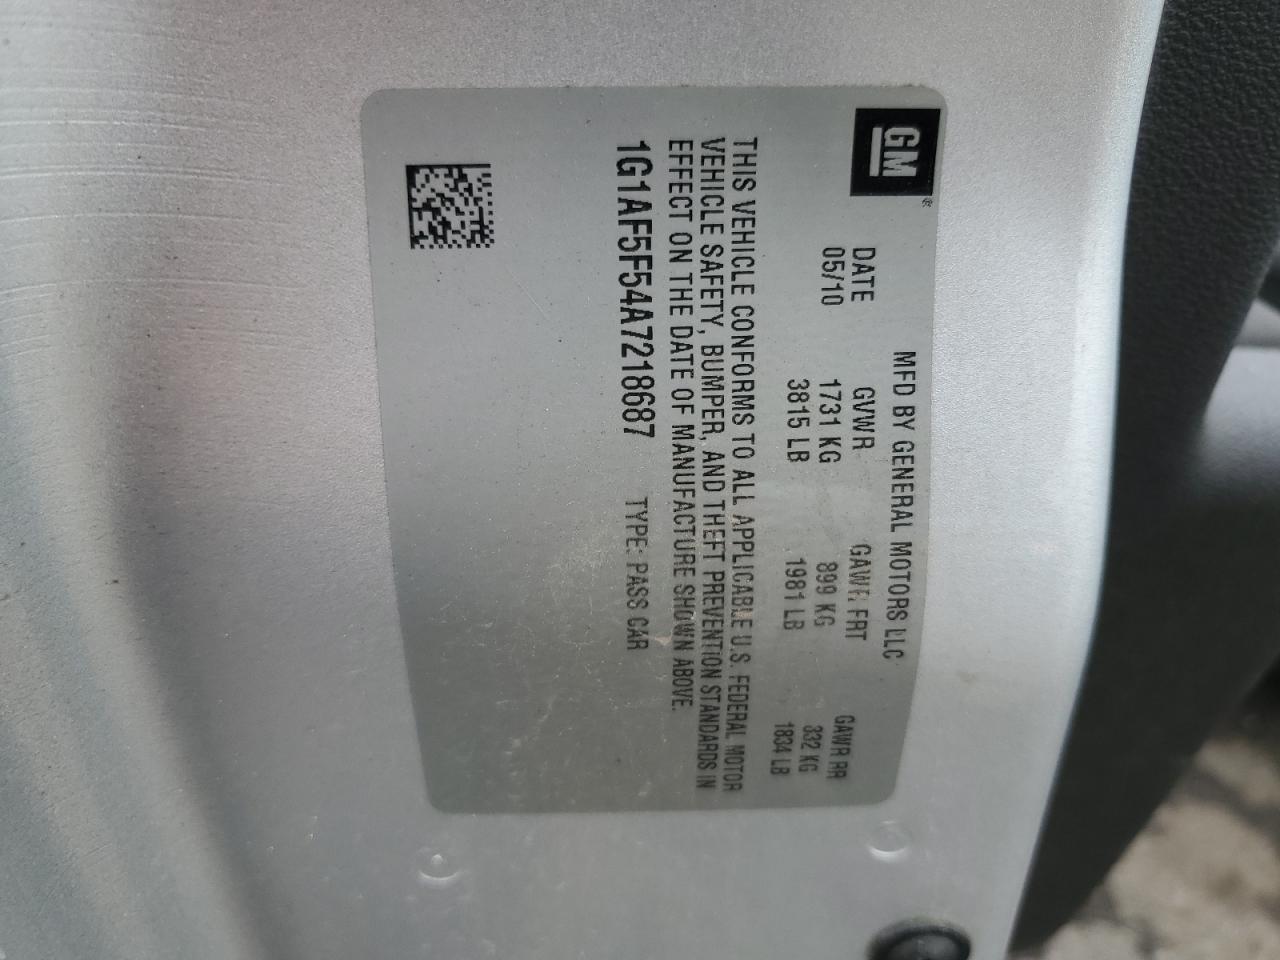 GM
®
MFD BY GENERAL MOTORS LLC
DATE GVWR GAWR FRT GAWR RR
05/10 1731 KG 899 KG 832 KG
3815 LB 1981 LB 1834 LB
THIS VEHICLE CONFORMS TO ALL APPLICABLE U.S. FEDERAL MOTOR
VEHICLE SAFETY, BUMPER, AND THEFT PREVENTION STANDARDS IN
EFFECT ON THE DATE OF MANUFACTURE SHOWN ABOVE.
1G1AF5F54A7218687 TYPE: PASS CAR